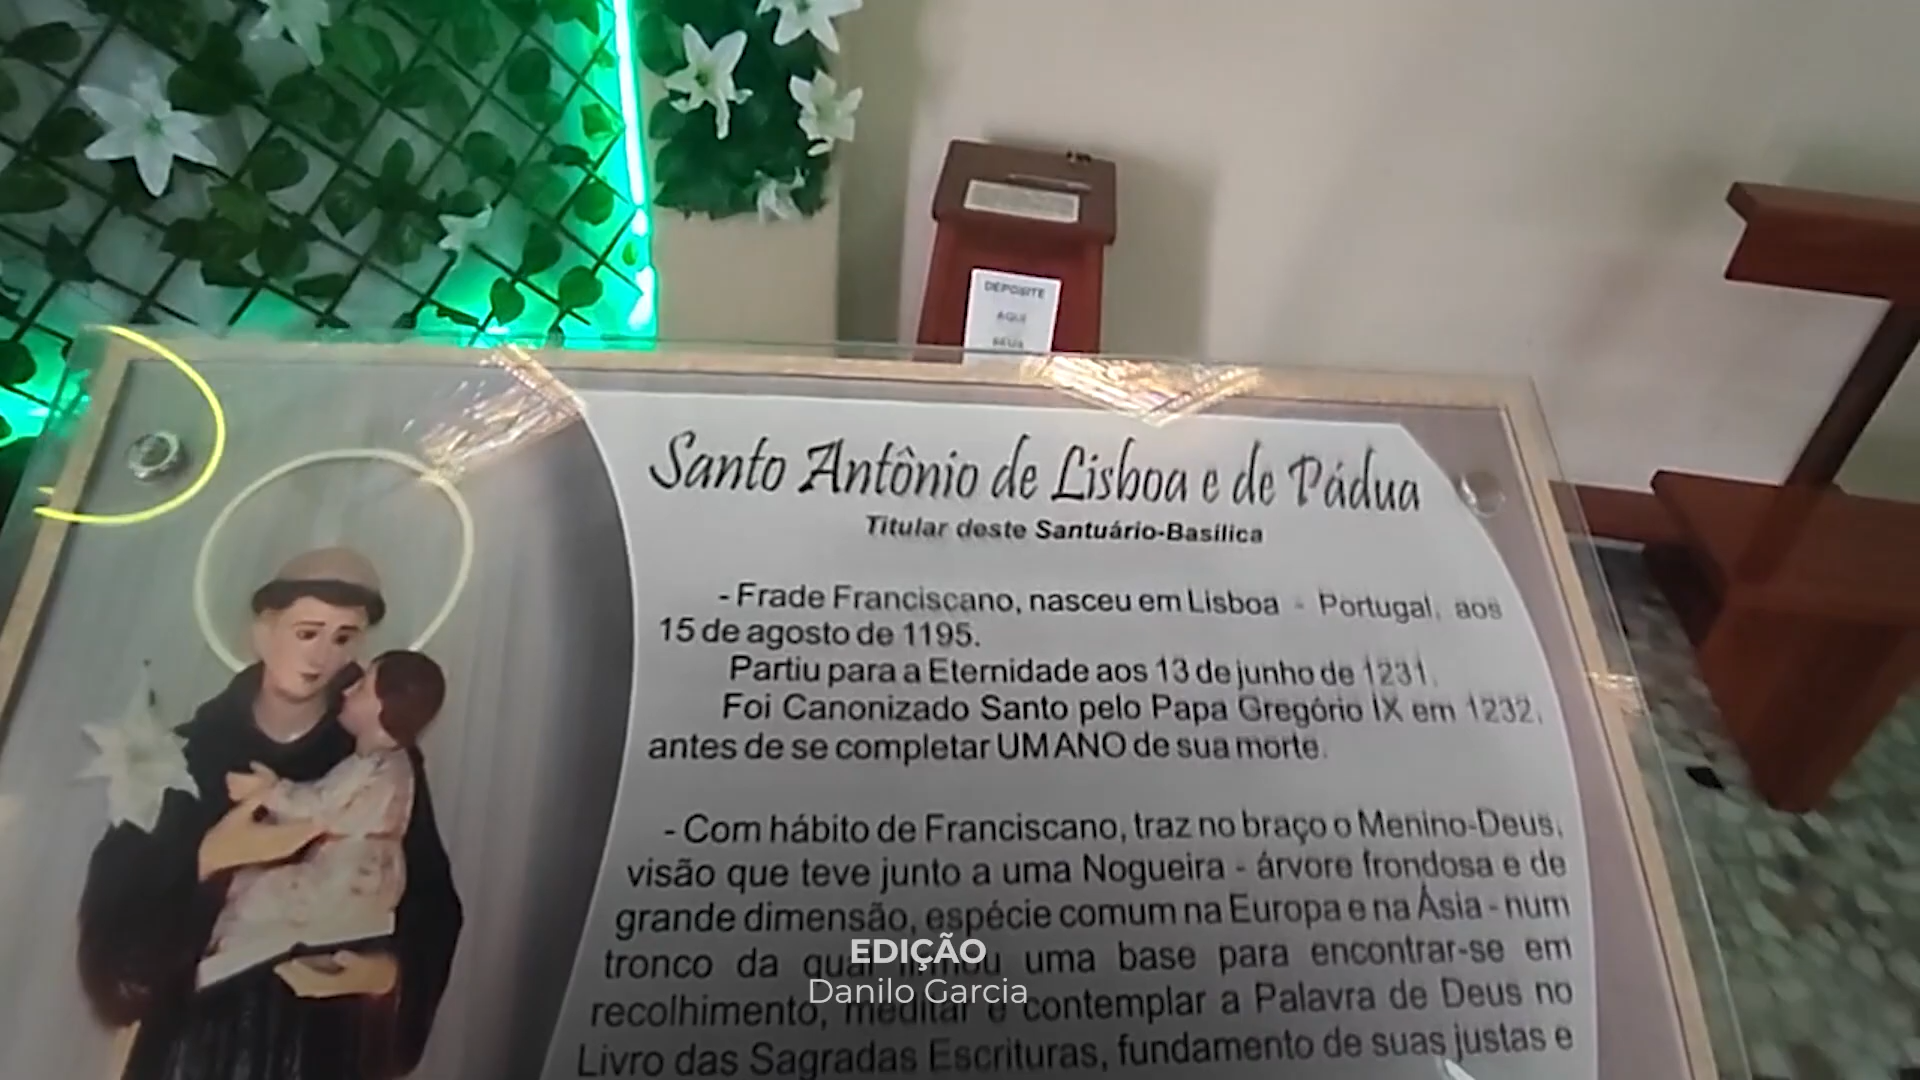 DEPOSITE
AQUI
SEUS
Santo Antônio de Lisboa e de Pádua
Titular deste Santuário-Basílica
- Frade Franciscano, nasceu em Lisboa - Portugal, aos
15 de agosto de 1195.
Partiu para a Eternidade aos 13 de junho de 1231.
Foi Canonizado Santo pelo Papa Gregório IX em 1232,
antes de se completar UM ANO de sua morte.
- Com hábito de Franciscano, traz no braço o Menino-Deus,
visão que teve junto a uma Nogueira - árvore frondosa e de
grande dimensão, espécie comum na Europa e na Ásia - num
tronco da qual uma base para encontrar-se em
recolhimento, meditar e contemplar a Palavra de Deus no
Livro das Sagradas Escrituras, fundamento de suas justas e
EDIÇÃO
Danilo Garcia